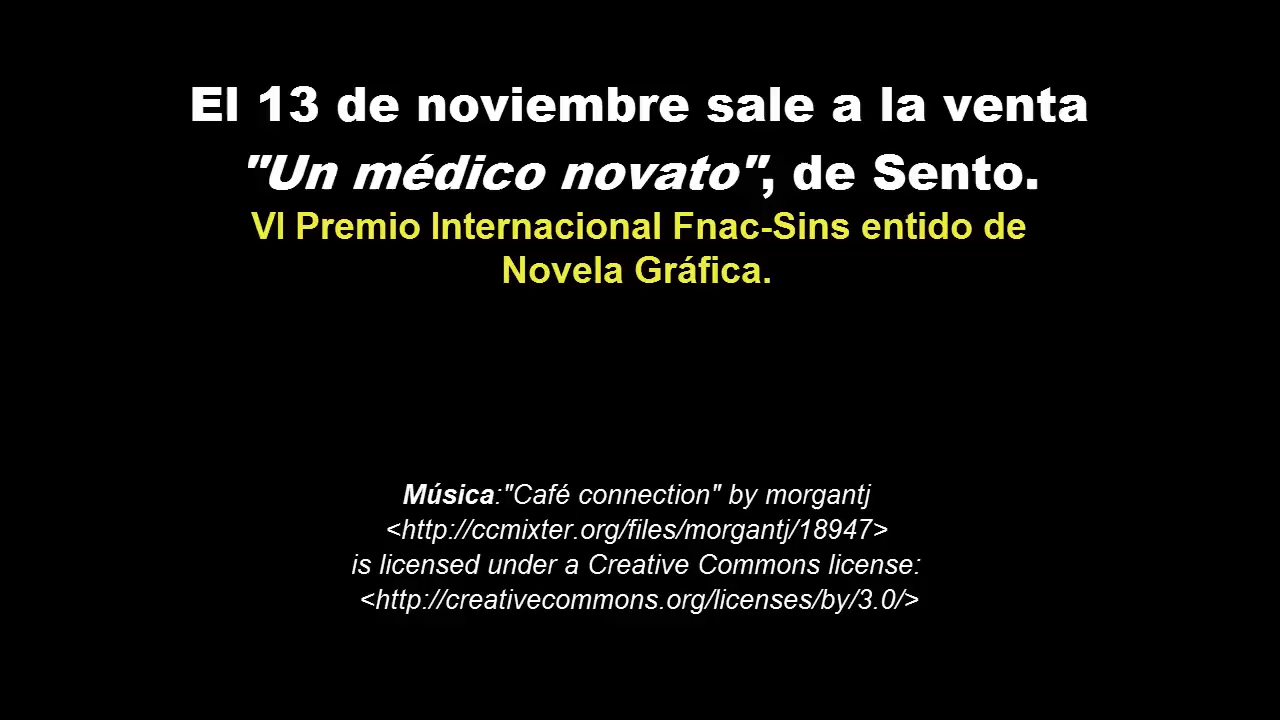 El 13 de noviembre sale a la venta
"Un médico novato", de Sento.
VI Premio Internacional Fnac-Sins entido de
Novela Gráfica.
Música:"Café connection" by morgantj
<http://ccmixter.org/files/morgantj/18947>
is licensed under a Creative Commons license:
<http://creativecommons.org/licenses/by/3.0/>